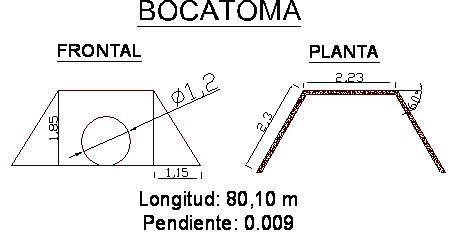 BOCATOMA
FRONTAL
PLANTA
Ø1,2
1,85
1,15
2,23
2,3
Longitud: 80,10 m
Pendiente: 0.009